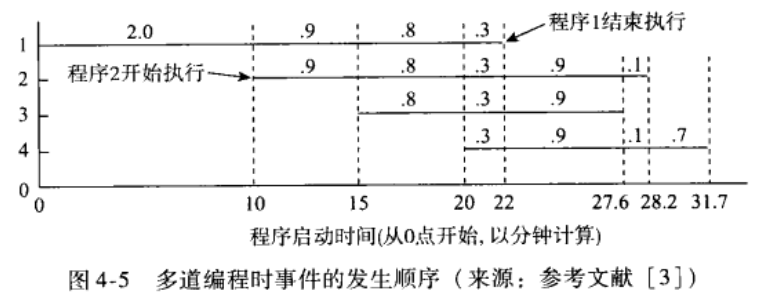 2.0 .9 .8 .3 程序1结束执行
1
程序2开始执行 .9 .8 .3 .9 .1
2
.8 .3 .9
3
.3 .9 .1 .7
4
0
0 10 15 20 22 27.6 28.2 31.7
程序启动时间(从0点开始, 以分钟计算)
图 4-5 多道编程时事件的发生顺序（来源：参考文献［3］）